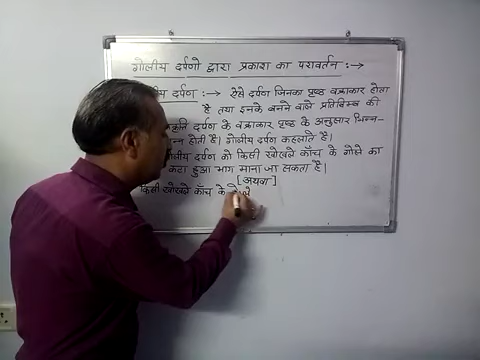 गोलीय दर्पणो द्वारा प्रकाश का परावर्तन :→
दर्पण :→ ऐसे दर्पण जिनका पृष्ठ वक्राकार होता
है तथा इनके बनने वाले प्रतिबिम्ब की
दर्पण के वक्राकार पृष्ठ के अनुसार भिन्न-
होती है। गोलीय दर्पण कहलाते है।
दर्पण को किसी खोखले काँच के गोले का
कटा हुआ भाग माना जा सकता है।
[अथवा]
किसी खोखले काँच के